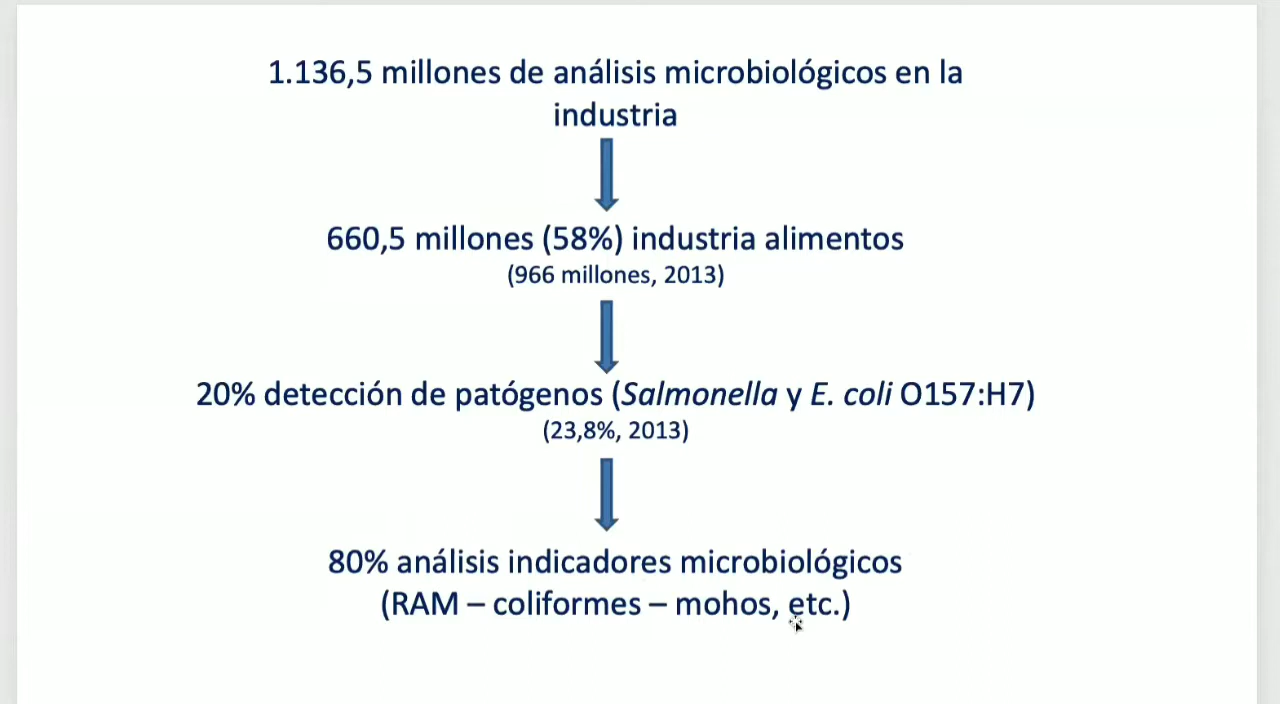 1.136,5 millones de análisis microbiológicos en la
industria
660,5 millones (58%) industria alimentos
(966 millones, 2013)
20% detección de patógenos (Salmonella y E. coli O157:H7)
(23,8%, 2013)
80% análisis indicadores microbiológicos
(RAM – coliformes – mohos, etc.)